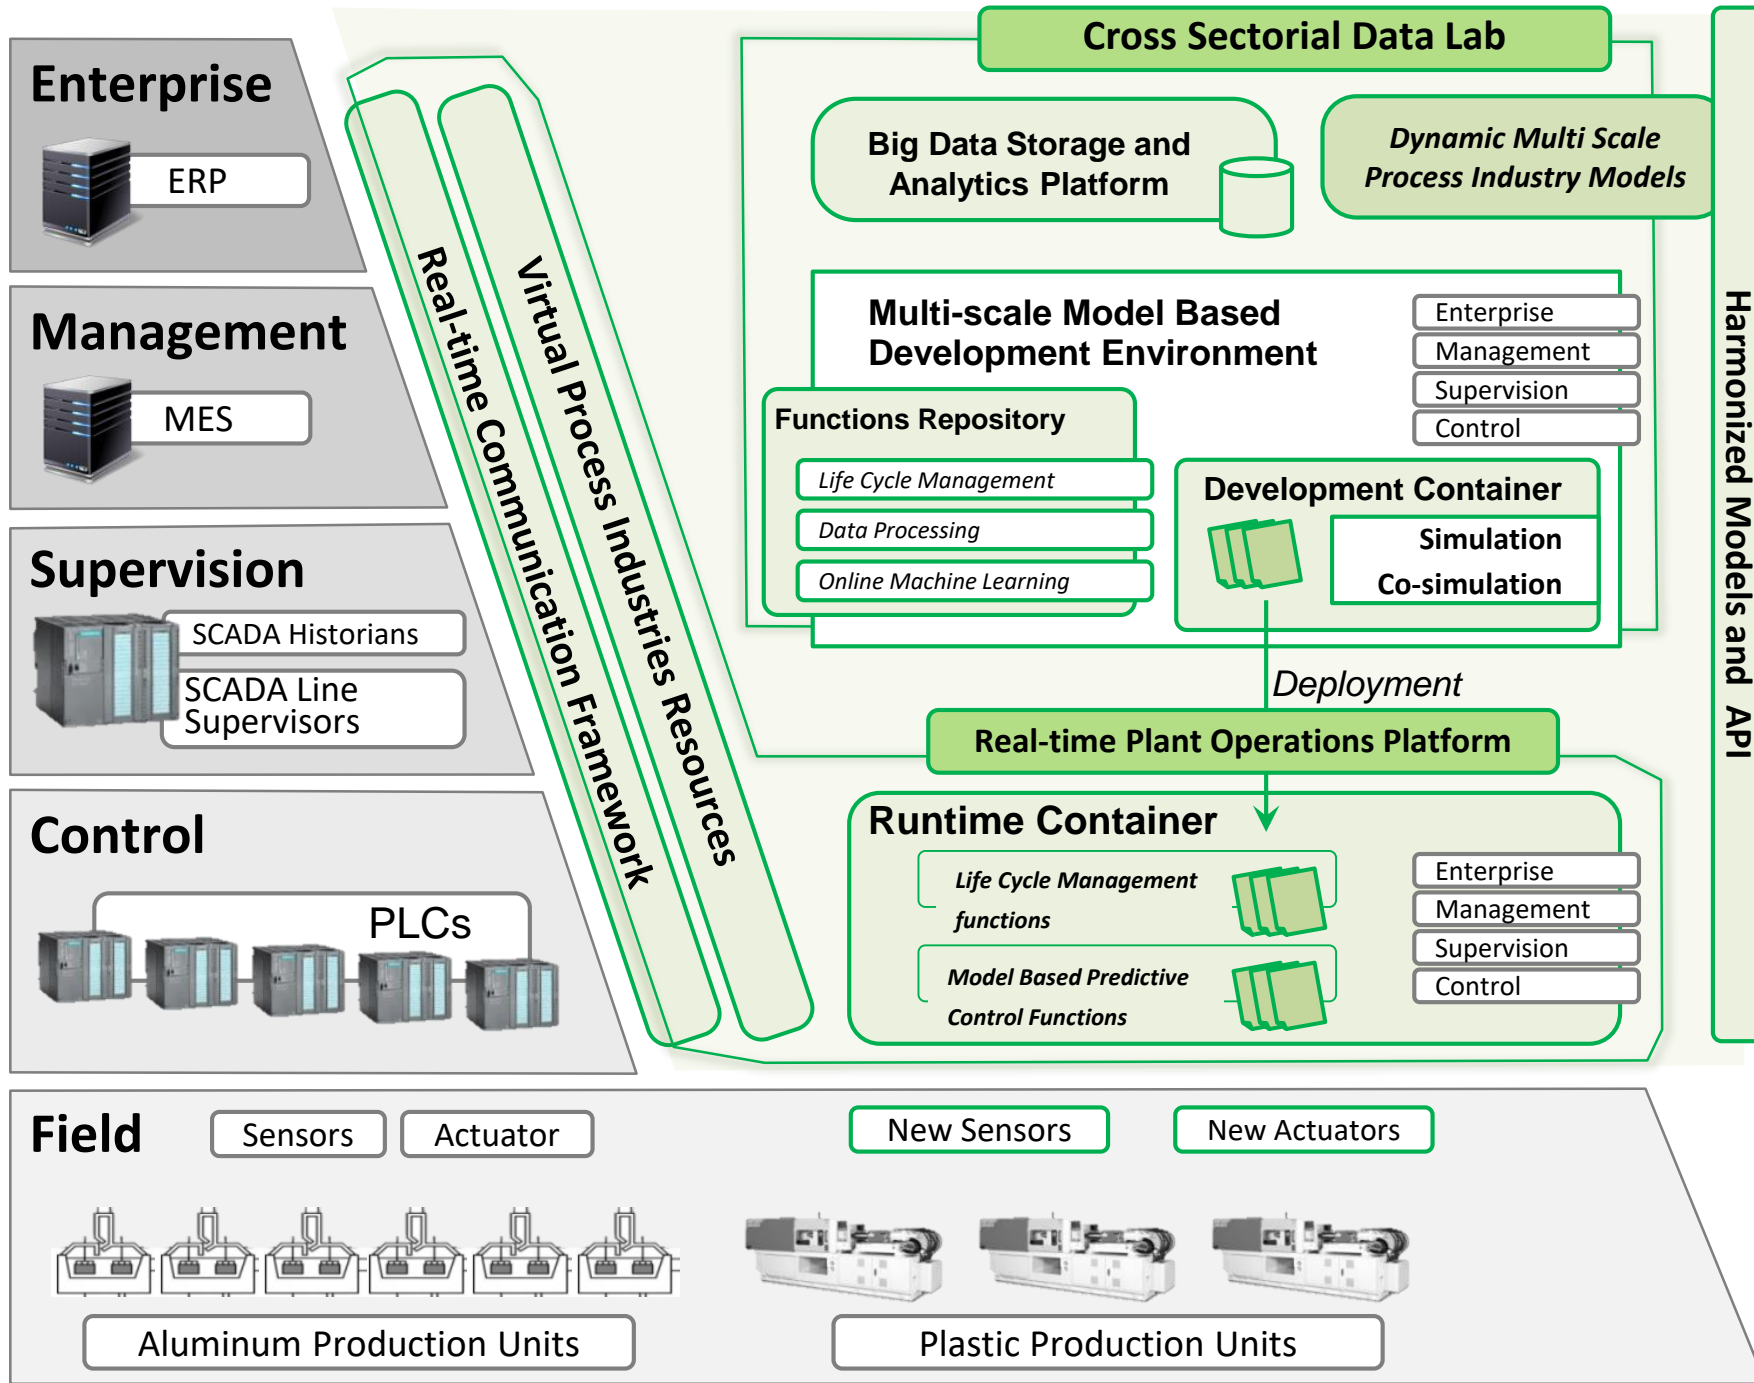 Enterprise
ERP
Management
MES
Supervision
SCADA Historians
SCADA Line
Supervisors
Control
PLCs
Real-time Communication Framework
Virtual Process Industries Resources
Cross Sectorial Data Lab
Big Data Storage and
Analytics Platform
Dynamic Multi Scale
Process Industry Models
Multi-scale Model Based
Development Environment
Enterprise
Management
Supervision
Control
Functions Repository
Life Cycle Management
Data Processing
Online Machine Learning
Development Container
Simulation
Co-simulation
Deployment
Real-time Plant Operations Platform
Runtime Container
Life Cycle Management
functions
Model Based Predictive
Control Functions
Enterprise
Management
Supervision
Control
Harmonized Models and API
Field
Sensors
Actuator
New Sensors
New Actuators
Aluminum Production Units
Plastic Production Units